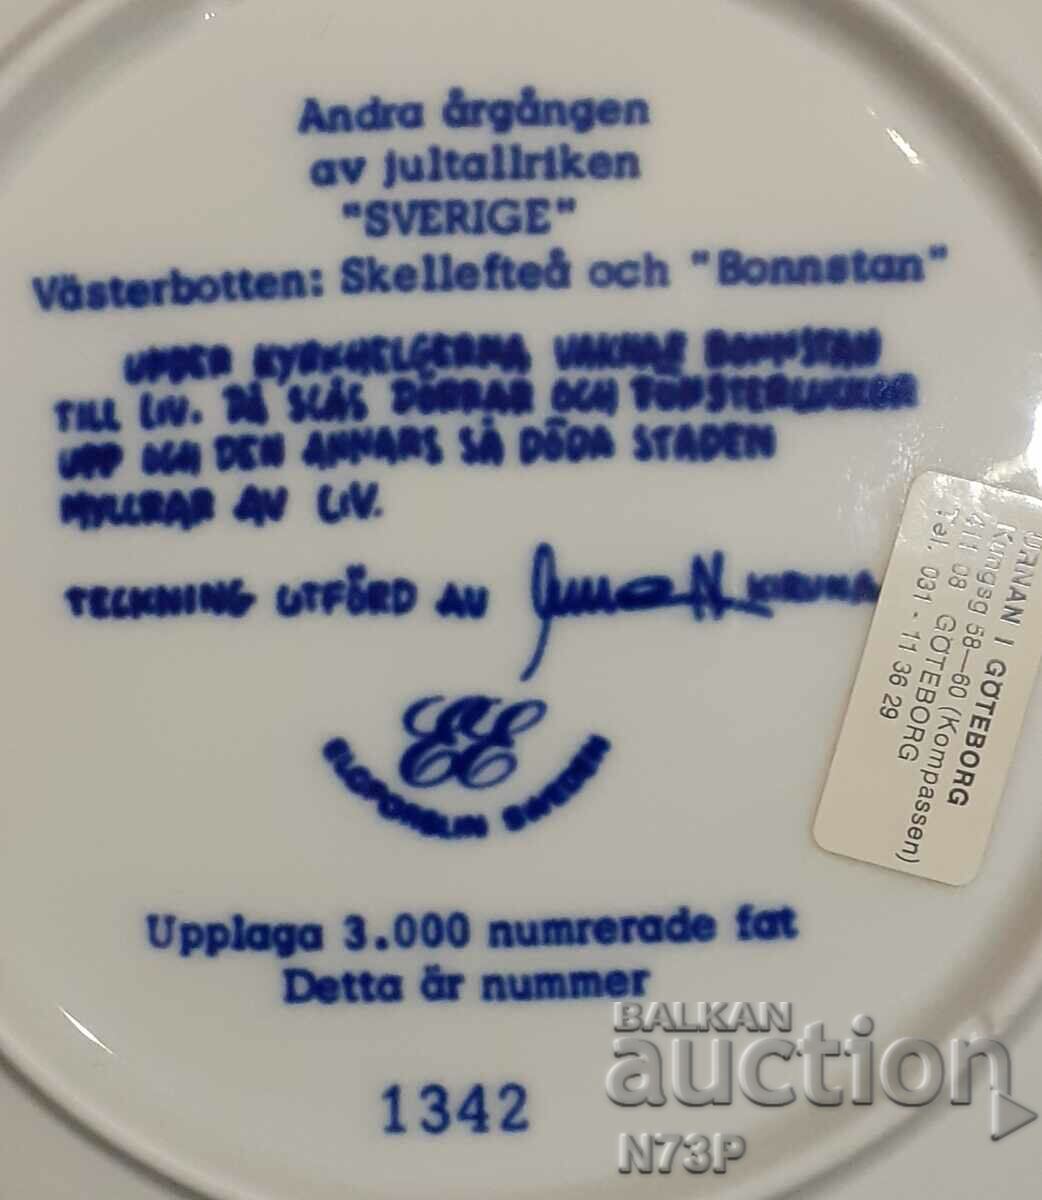 Andra årgången
av jultallriken
"SVERIGE"
Västerbotten: Skellefteå och "Bonnstan"
UNDER KYRKHELGERNA VAKNAR BONNSTAN
TILL LIV. DÅ SLÅS DÖRRAR OCH FÖNSTERLUCKOR
UPP OCH DEN ANNARS SÅ DÖDA STADEN
MYLLRAR AV LIV.
TECKNING UTFÖRD AV KIRUNA
EE
ELGPORSLIN SWEDEN
Upplaga 3.000 numrerade fat
Detta är nummer
1342
I GÖTEBORG
Kungsg 58—60 (Kompassen)
411 08 GÖTEBORG
Tel. 031 - 11 36 29
BALKAN
auction
N73P